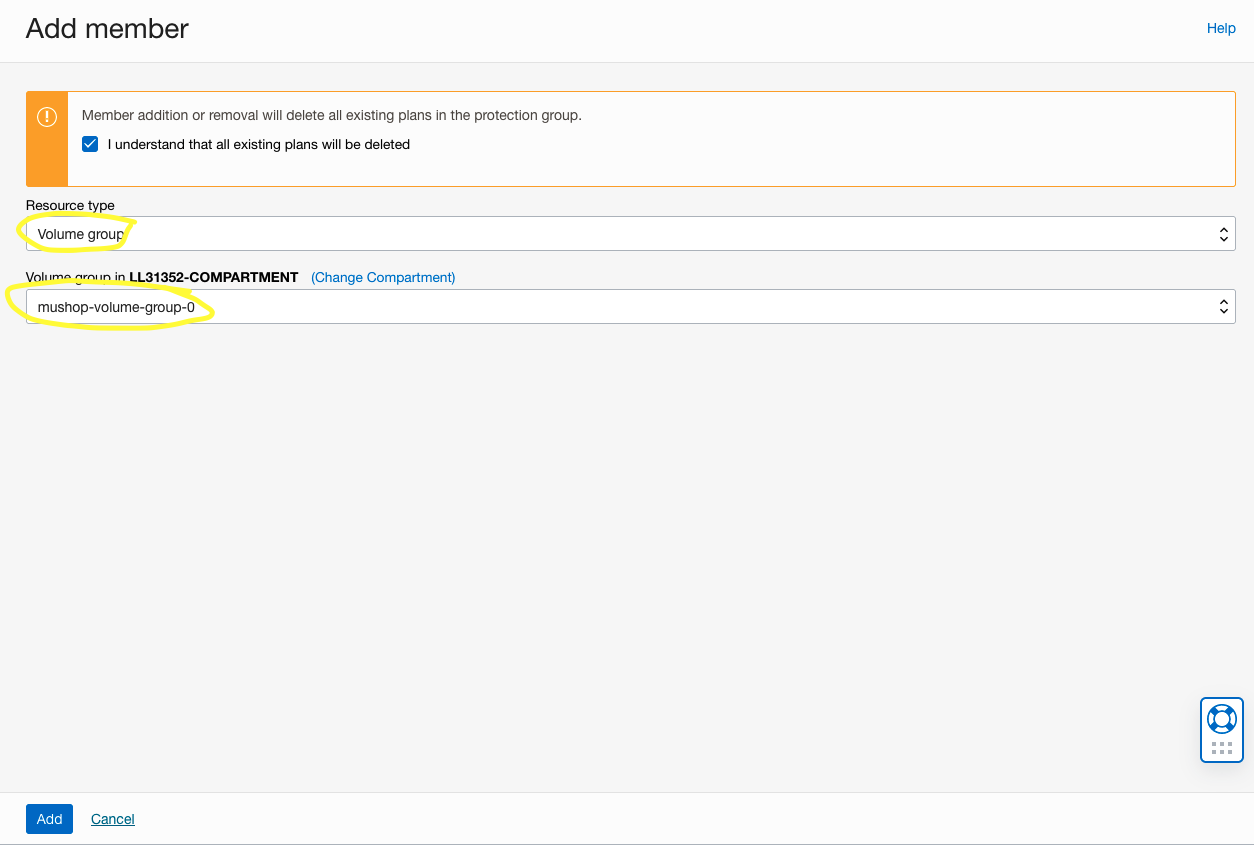 Add member
Help
Member addition or removal will delete all existing plans in the protection group.
I understand that all existing plans will be deleted
Resource type
Volume group
Volume group in LL31352-COMPARTMENT (Change Compartment)
mushop-volume-group-0
Add Cancel